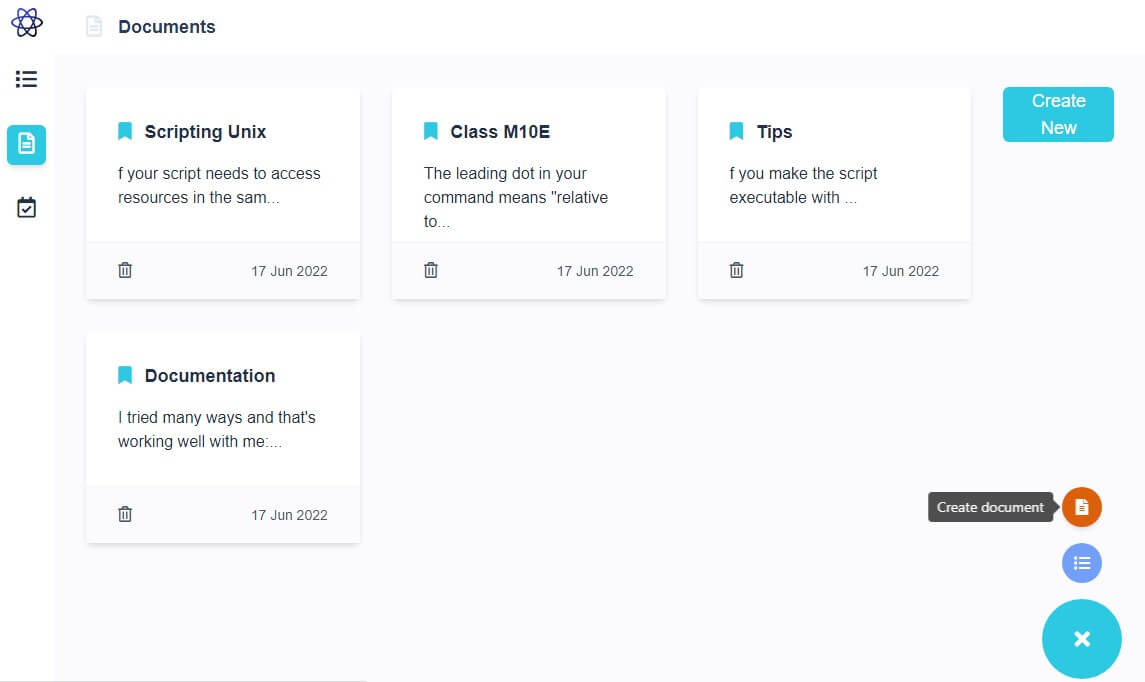 Documents
Scripting Unix
f your script needs to access
resources in the sam...
17 Jun 2022
Class M10E
The leading dot in your
command means "relative
to...
17 Jun 2022
Tips
f you make the script
executable with ...
17 Jun 2022
Create
New
Documentation
I tried many ways and that's
working well with me:...
17 Jun 2022
Create document